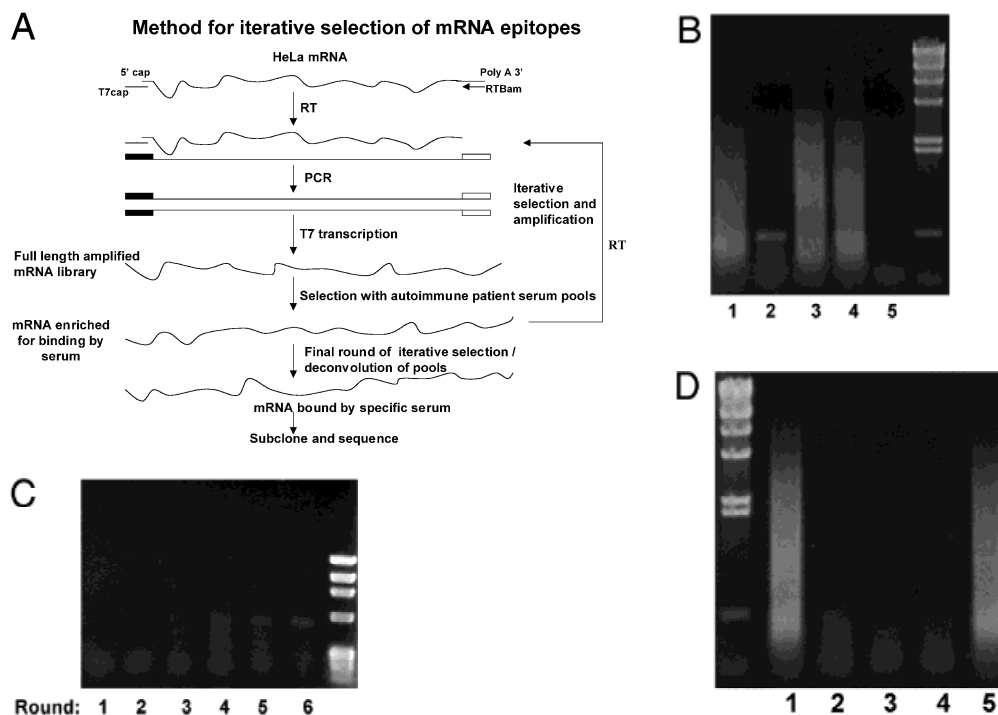 A
Method for iterative selection of mRNA epitopes
HeLa mRNA
5' cap
Poly A 3'
T7cap
RTBam
RT
PCR
Iterative
selection and
amplification
RT
T7 transcription
Full length amplified
mRNA library
Selection with autoimmune patient serum pools
mRNA enriched
for binding by
serum
Final round of iterative selection /
deconvolution of pools
mRNA bound by specific serum
Subclone and sequence
B
1 2 3 4 5
C
Round: 1 2 3 4 5 6
D
1 2 3 4 5